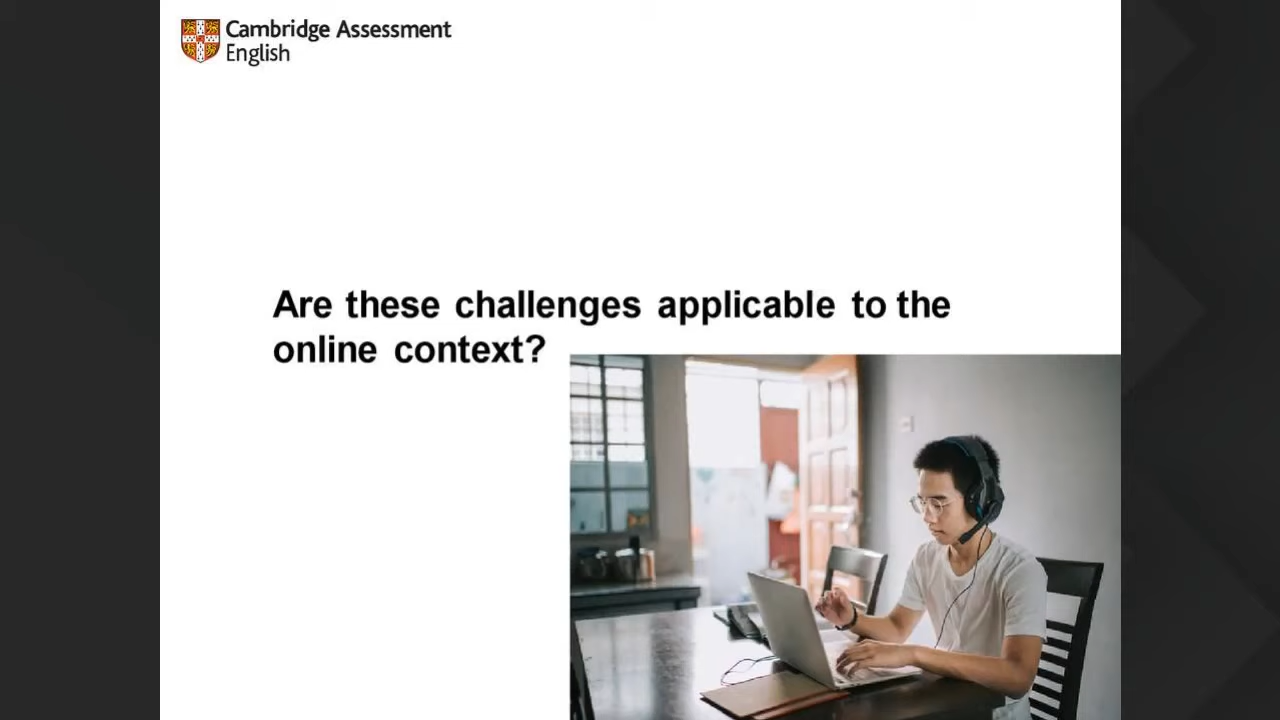 Cambridge Assessment
English
Are these challenges applicable to the
online context?